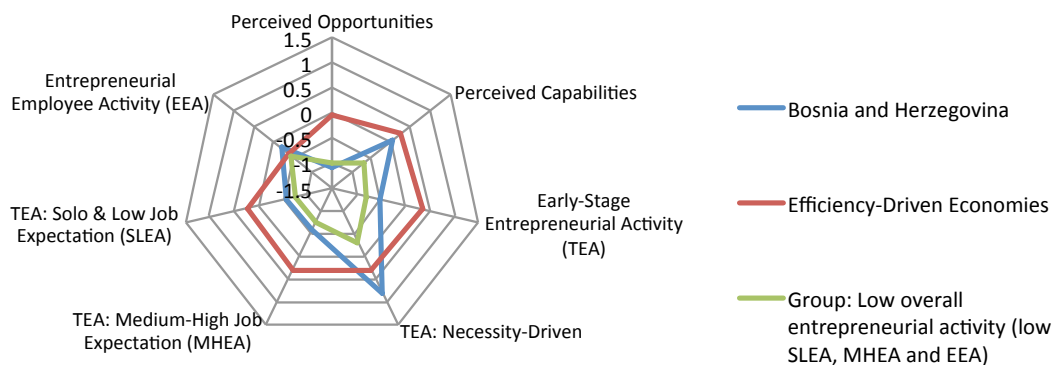 Perceived Opportunities
1.5
1
0.5
0
-0.5
-1
-1.5
Perceived Capabilities
Early-Stage
Entrepreneurial Activity
(TEA)
TEA: Necessity-Driven
TEA: Medium-High Job
Expectation (MHEA)
TEA: Solo & Low Job
Expectation (SLEA)
Entrepreneurial
Employee Activity (EEA)
Bosnia and Herzegovina
Efficiency-Driven Economies
Group: Low overall
entrepreneurial activity (low
SLEA, MHEA and EEA)